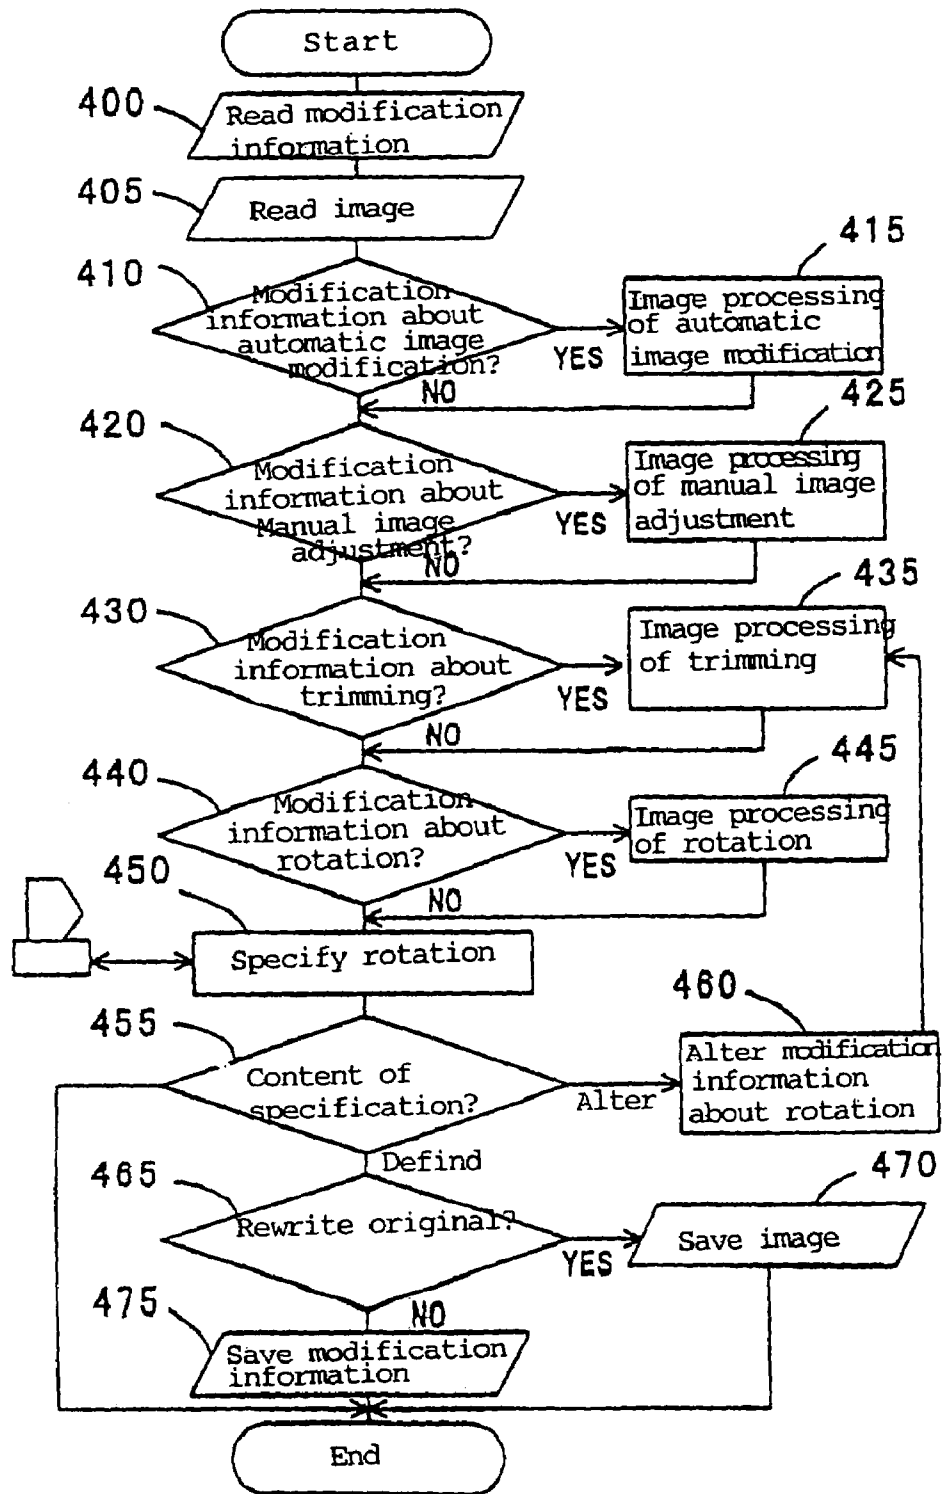 Start
400
Read modification
information
405
Read image
410
Modification
information about
automatic image
modification?
YES
NO
415
Image processing
of automatic
image modification
420
Modification
information about
Manual image
adjustment?
YES
NO
425
Image processing
of manual image
adjustment
430
Modification
information about
trimming?
YES
NO
435
Image processing
of trimming
440
Modification
information about
rotation?
YES
NO
445
Image processing
of rotation
450
Specify rotation
455
Content of
specification?
Alter
Defind
460
Alter modification
information
about rotation
465
Rewrite original?
YES
NO
470
Save image
475
Save modification
information
End